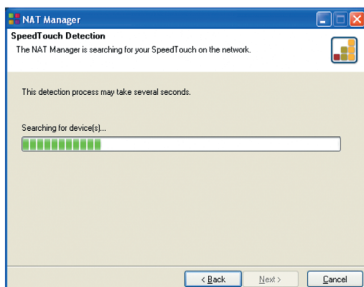 NAT Manager
SpeedTouch Detection
The NAT Manager is searching for your SpeedTouch on the network.
This detection process may take several seconds.
Searching for device(s)...
< Back Next > Cancel